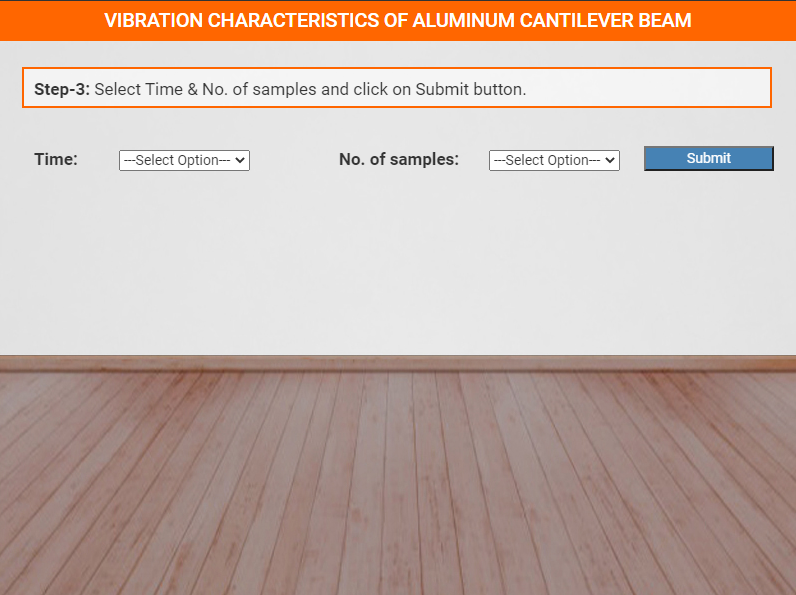 VIBRATION CHARACTERISTICS OF ALUMINUM CANTILEVER BEAM
Step-3: Select Time & No. of samples and click on Submit button.
Time: ---Select Option--- No. of samples: ---Select Option--- Submit